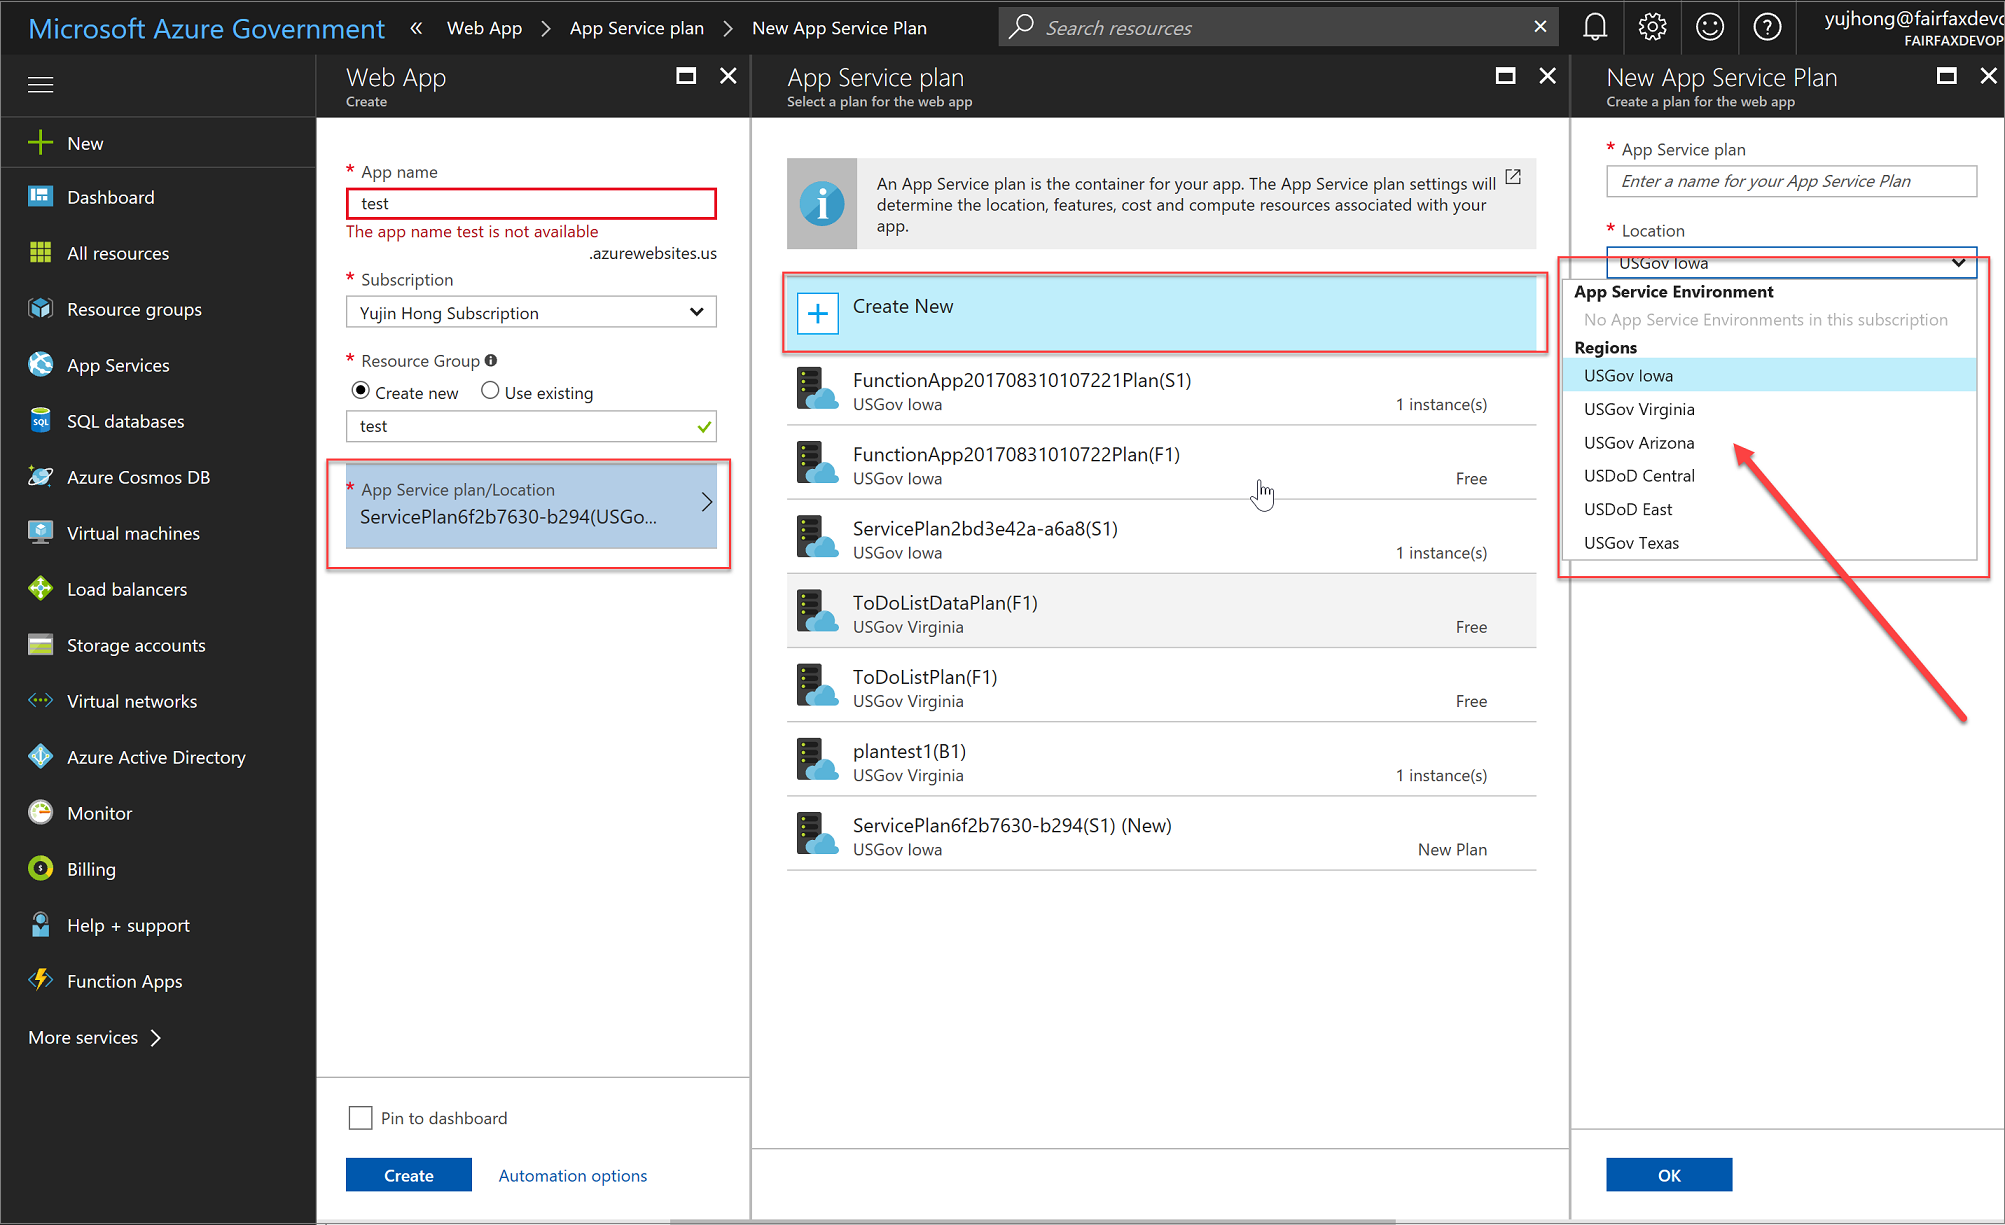 Microsoft Azure Government « Web App > App Service plan > New App Service Plan
Search resources
yujhong@fairfaxdevo
FAIRFAXDEVOP
New
Dashboard
All resources
Resource groups
App Services
SQL databases
Azure Cosmos DB
Virtual machines
Load balancers
Storage accounts
Virtual networks
Azure Active Directory
Monitor
Billing
Help + support
Function Apps
More services >
Web App
Create
* App name
test
The app name test is not available
.azurewebsites.us
* Subscription
Yujin Hong Subscription
* Resource Group
Create new Use existing
test
* App Service plan/Location
ServicePlan6f2b7630-b294(USGo...
Pin to dashboard
Create Automation options
App Service plan
Select a plan for the web app
An App Service plan is the container for your app. The App Service plan settings will
determine the location, features, cost and compute resources associated with your
app.
Create New
FunctionApp201708310107221Plan(S1)
USGov Iowa 1 instance(s)
FunctionApp20170831010722Plan(F1)
USGov Iowa Free
ServicePlan2bd3e42a-a6a8(S1)
USGov Iowa 1 instance(s)
ToDoListDataPlan(F1)
USGov Virginia Free
ToDoListPlan(F1)
USGov Virginia Free
plantest1(B1)
USGov Virginia 1 instance(s)
ServicePlan6f2b7630-b294(S1) (New)
USGov Iowa New Plan
New App Service Plan
Create a plan for the web app
* App Service plan
Enter a name for your App Service Plan
* Location
USGov Iowa
App Service Environment
No App Service Environments in this subscription
Regions
USGov Iowa
USGov Virginia
USGov Arizona
USDoD Central
USDoD East
USGov Texas
OK